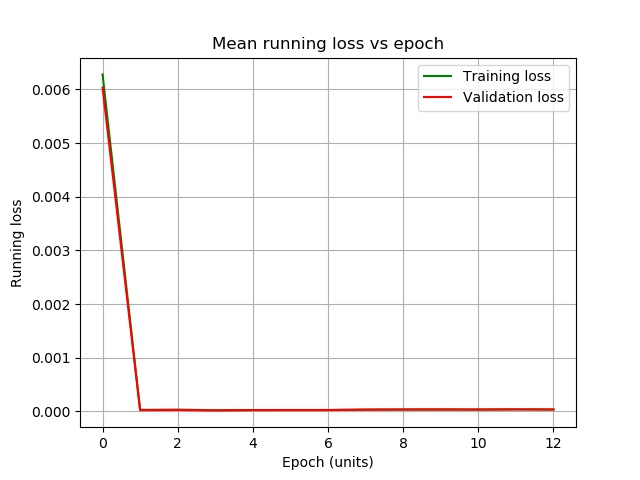 Mean running loss vs epoch
Training loss
Validation loss
0.006
0.005
0.004
0.003
0.002
0.001
0.000
Running loss
0 2 4 6 8 10 12
Epoch (units)